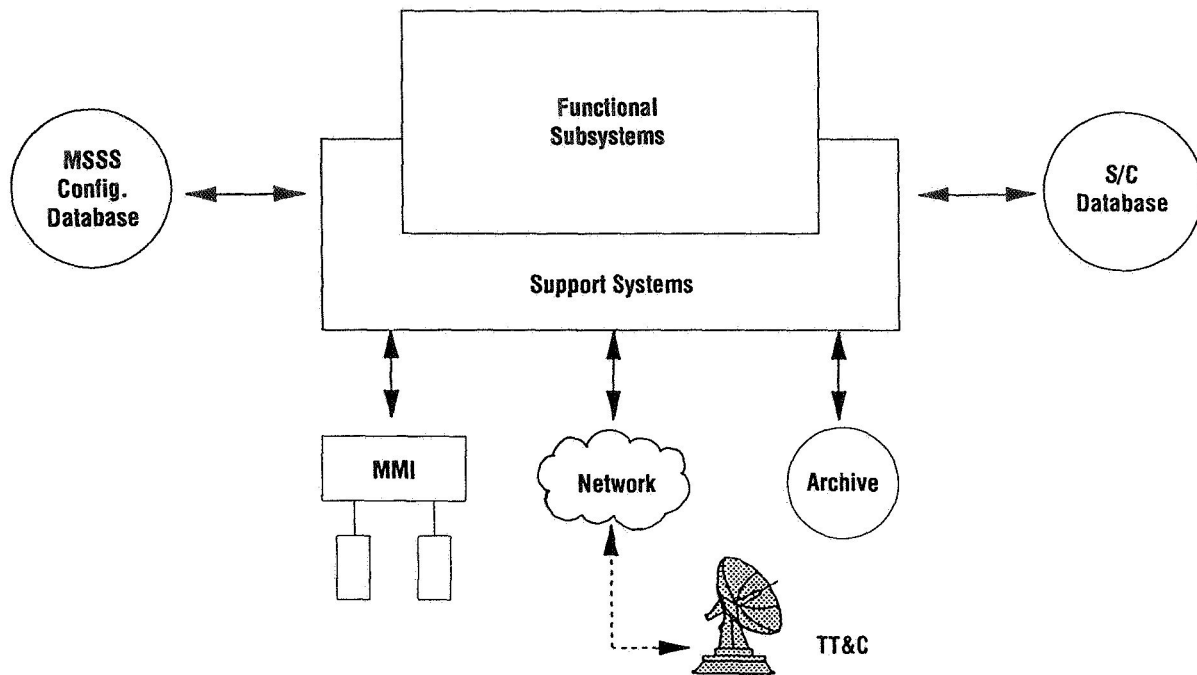 Functional
Subsystems
MSSS
Config.
Database
S/C
Database
Support Systems
MMI
Network
Archive
TT&C